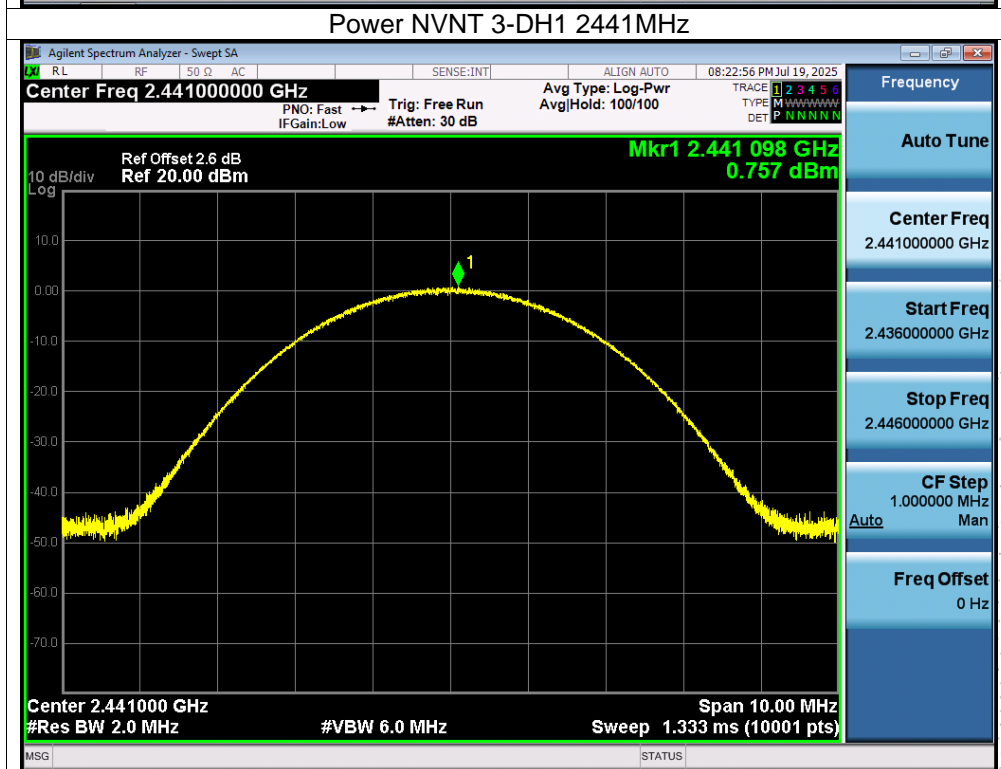 Power NVNT 3-DH1 2441MHz
Agilent Spectrum Analyzer - Swept SA
LXI RL RF 50 Ω AC SENSE:INT ALIGN AUTO 08:22:56 PM Jul 19, 2025
Center Freq 2.441000000 GHz
PNO: Fast
IFGain:Low
Trig: Free Run
#Atten: 30 dB
Avg Type: Log-Pwr
Avg|Hold: 100/100
TRACE 1 2 3 4 5 6
TYPE M WWWWW
DET P N N N N N
Frequency
Auto Tune
Center Freq
2.441000000 GHz
Start Freq
2.436000000 GHz
Stop Freq
2.446000000 GHz
CF Step
1.000000 MHz
Auto Man
Freq Offset
0 Hz
Mkr1 2.441 098 GHz
0.757 dBm
Ref Offset 2.6 dB
10 dB/div Ref 20.00 dBm
Log
1
10.0
0.00
-10.0
-20.0
-30.0
-40.0
-50.0
-60.0
-70.0
Center 2.441000 GHz Span 10.00 MHz
#Res BW 2.0 MHz #VBW 6.0 MHz Sweep 1.333 ms (10001 pts)
MSG STATUS